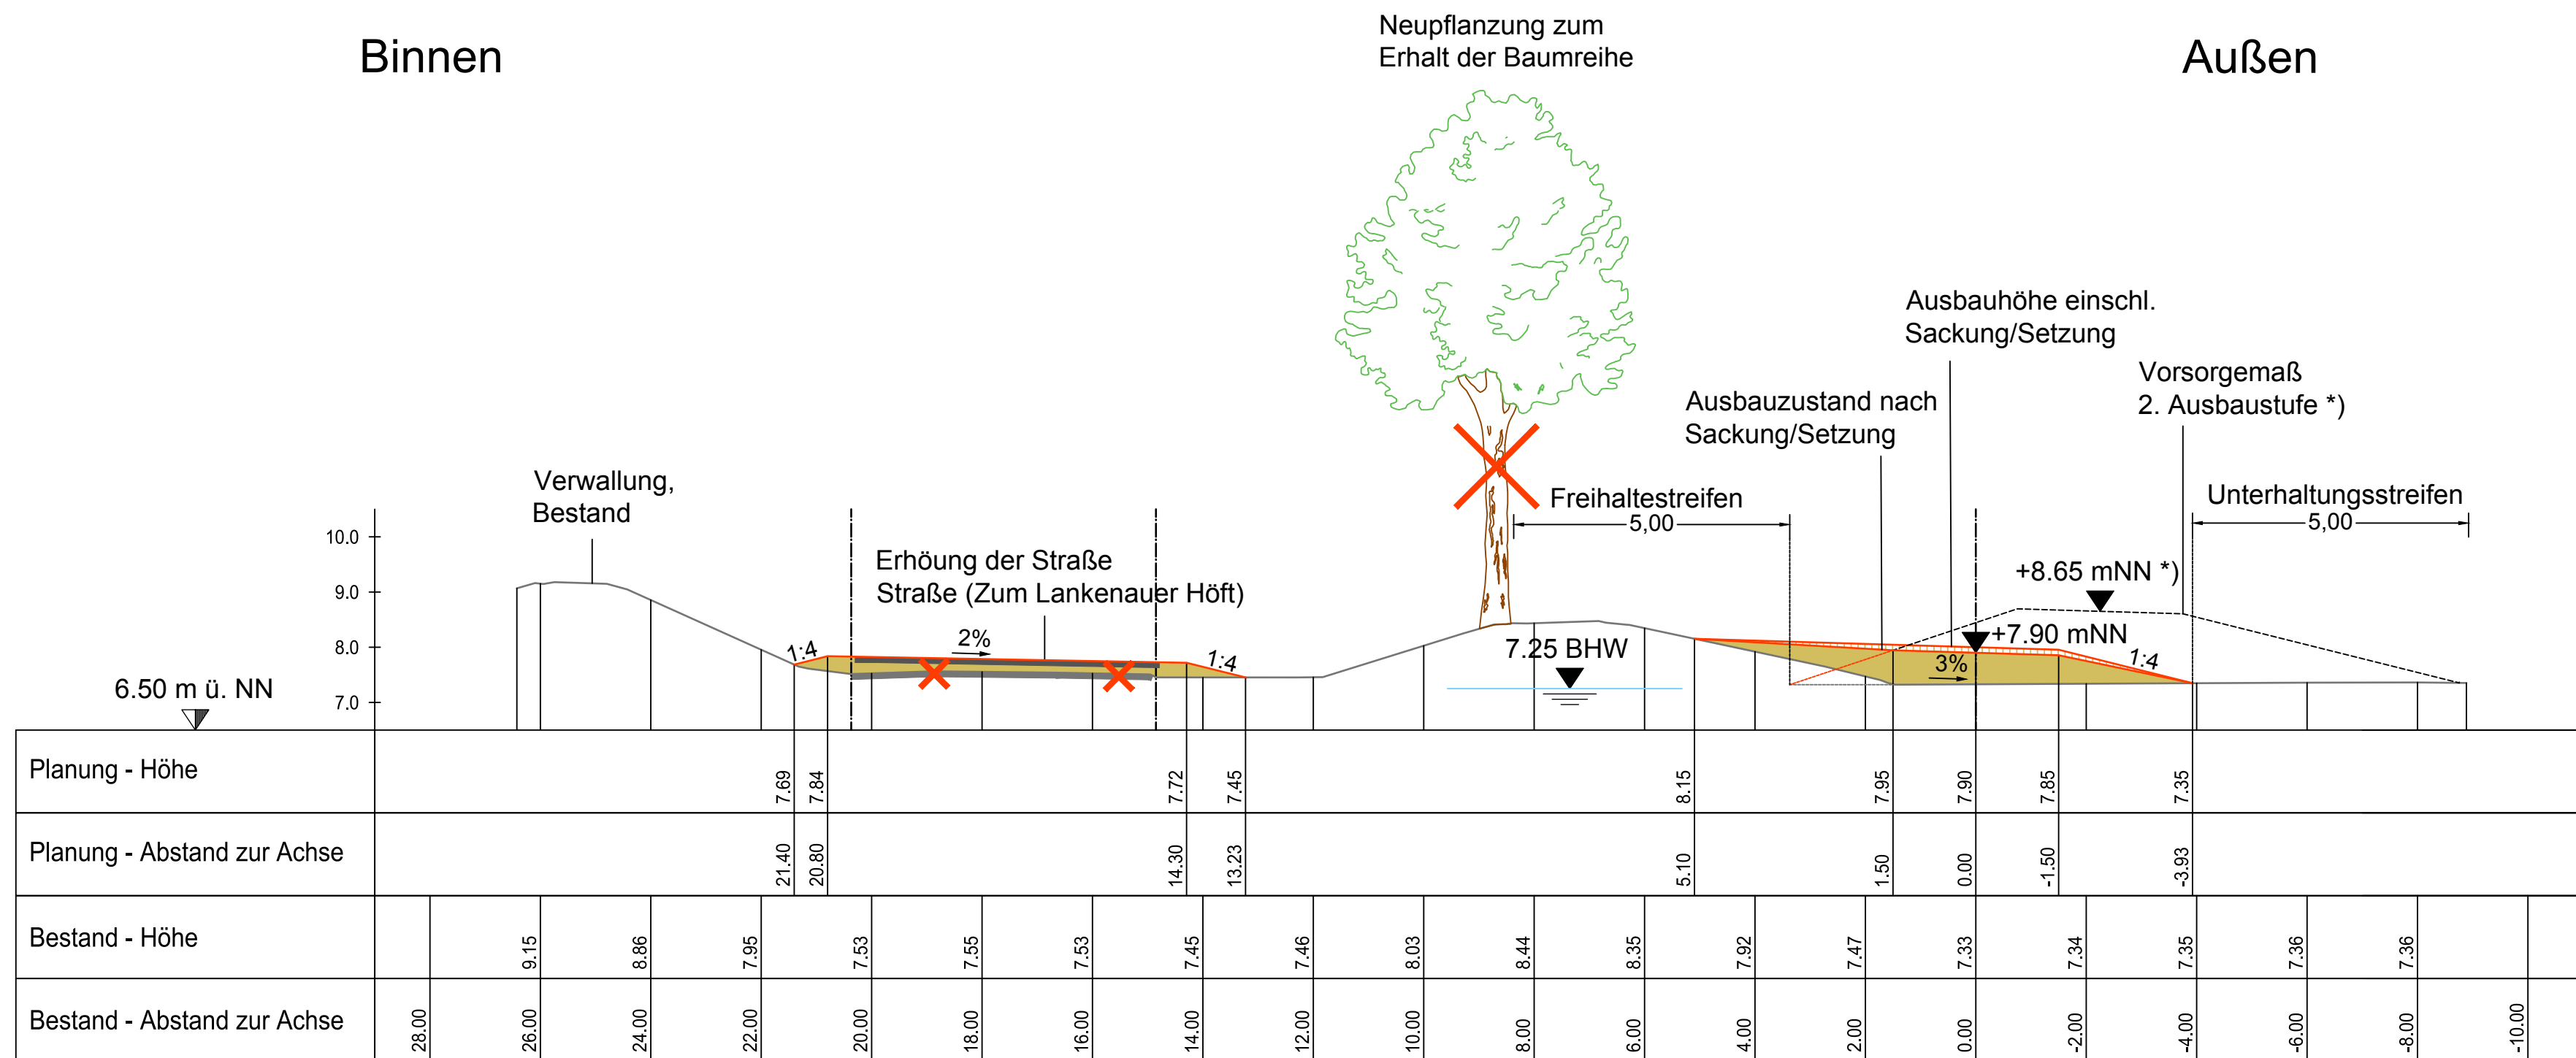 Neupflanzung zum
Erhalt der Baumreihe
Binnen
Außen
Ausbauhöhe einschl.
Sackung/Setzung
Vorsorgemaß
2. Ausbaustufe *)
Ausbauzustand nach
Sackung/Setzung
Verwallung,
Bestand
Freihaltestreifen
5,00
Unterhaltungsstreifen
5,00
10.0
9.0
8.0
7.0
Erhöung der Straße
Straße (Zum Lankenauer Höft)
+8.65 mNN *)
+7.90 mNN
7.25 BHW
1:4
2%
1:4
3%
1:4
6.50 m ü. NN
Planung - Höhe
7.69 7.84 7.72 7.45 8.15 7.95 7.90 7.85 7.35
Planung - Abstand zur Achse
21.40 20.80 14.30 13.23 5.10 1.50 0.00 -1.50 -3.93
Bestand - Höhe
9.15 8.86 7.95 7.53 7.55 7.53 7.45 7.46 8.03 8.44 8.35 7.92 7.47 7.33 7.34 7.35 7.36 7.36
Bestand - Abstand zur Achse
28.00 26.00 24.00 22.00 20.00 18.00 16.00 14.00 12.00 10.00 8.00 6.00 4.00 2.00 0.00 -2.00 -4.00 -6.00 -8.00 -10.00